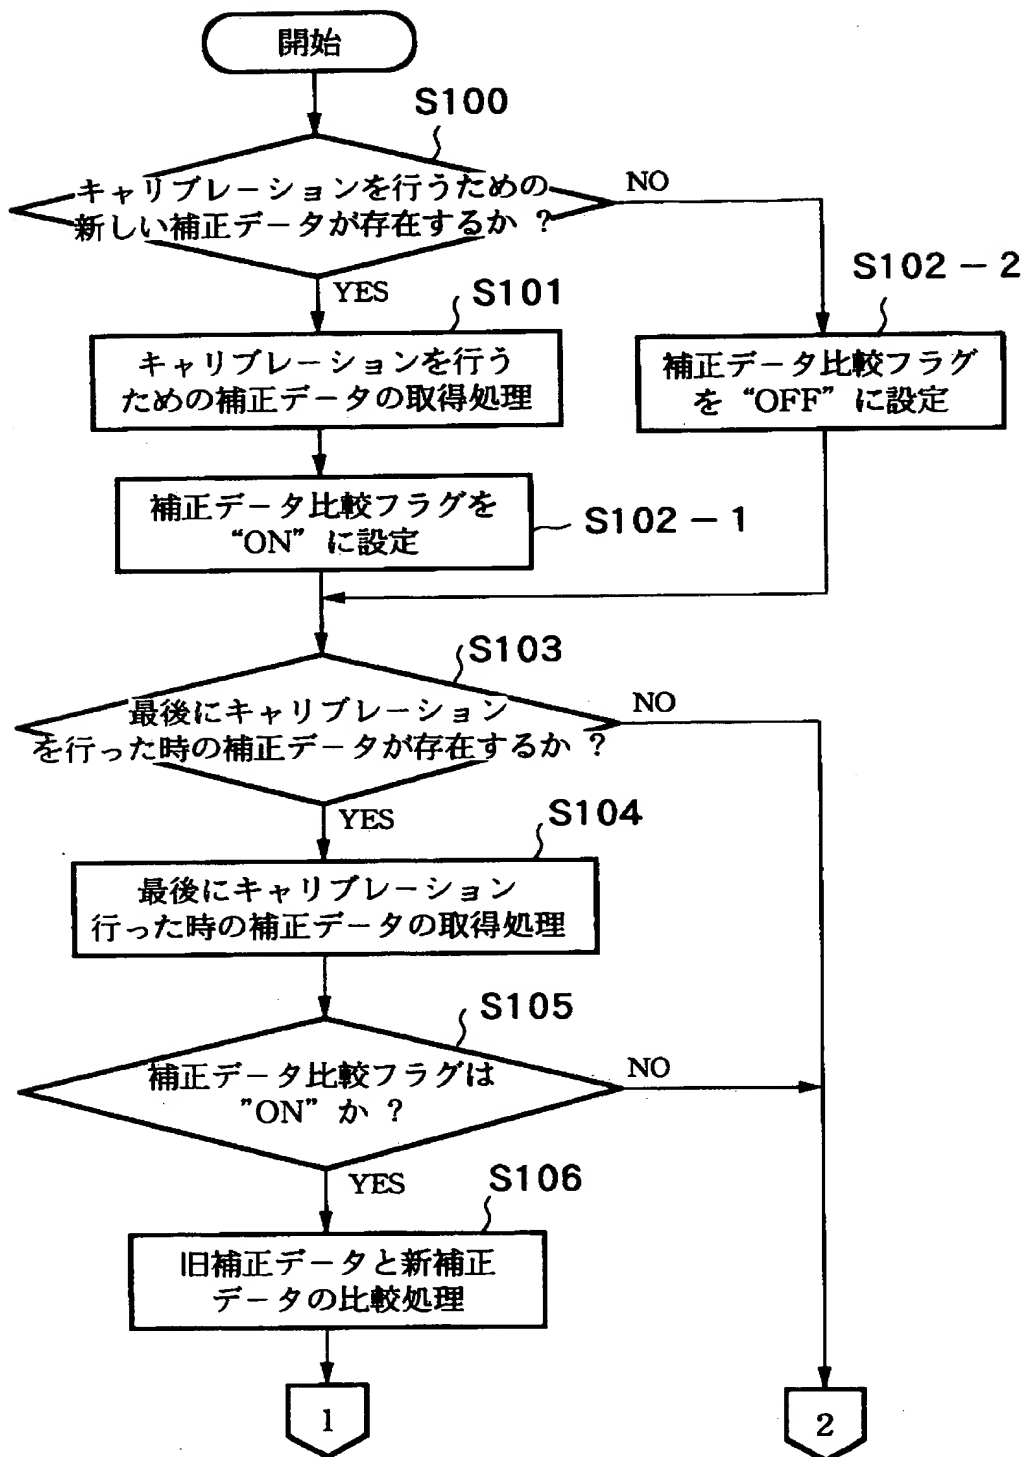 開始
S100
キャリブレーションを行うための
新しい補正データが存在するか ?
NO
YES
S101
S102-2
キャリブレーションを行う
ための補正データの取得処理
補正データ比較フラグ
を “OFF” に設定
補正データ比較フラグを
“ON” に設定
S102-1
S103
最後にキャリブレーション
を行った時の補正データが存在するか ?
NO
YES
S104
最後にキャリブレーション
行った時の補正データの取得処理
S105
補正データ比較フラグは
”ON” か ?
NO
YES
S106
旧補正データと新補正
データの比較処理
1
2